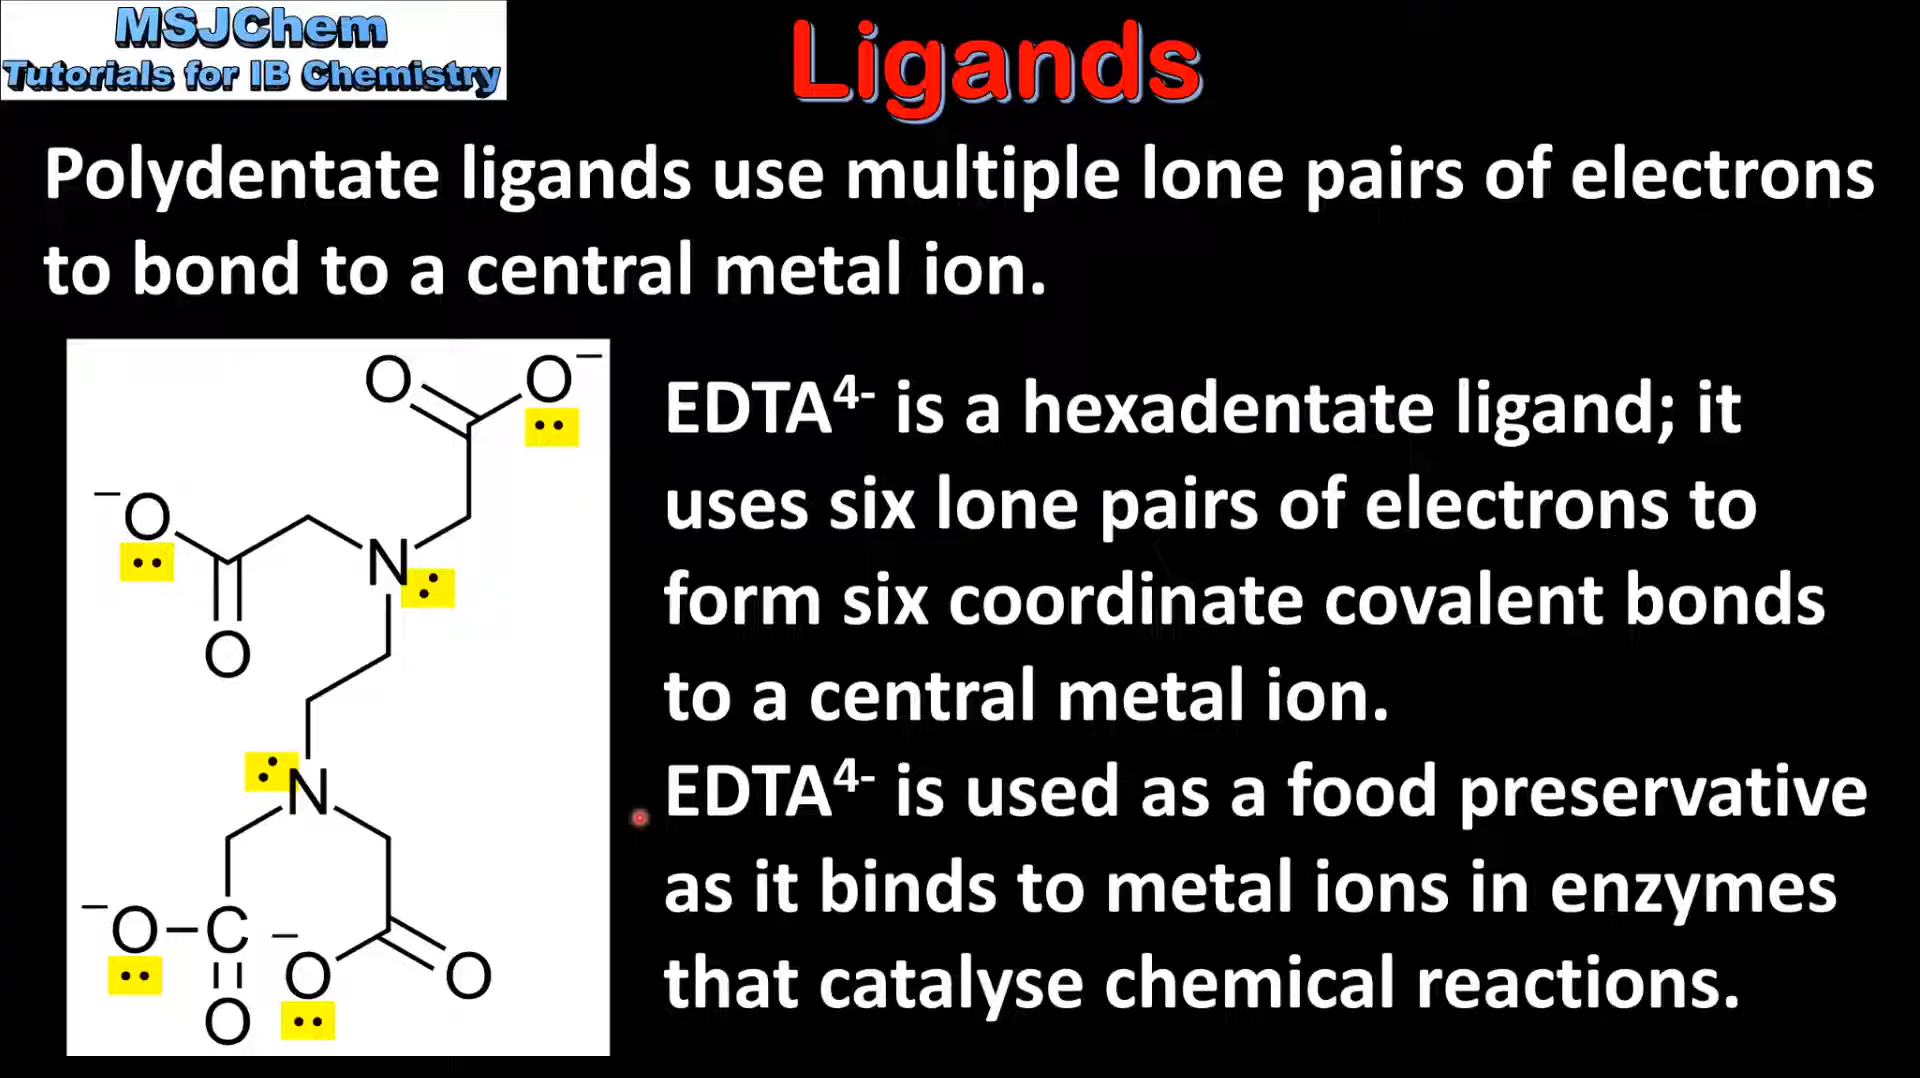 MSJChem
Tutorials for IB Chemistry
Ligands
Polydentate ligands use multiple lone pairs of electrons
to bond to a central metal ion.
O O⁻
⁻O
N
O
N
⁻O C ⁻O O
O
EDTA⁴⁻ is a hexadentate ligand; it
uses six lone pairs of electrons to
form six coordinate covalent bonds
to a central metal ion.
EDTA⁴⁻ is used as a food preservative
as it binds to metal ions in enzymes
that catalyse chemical reactions.